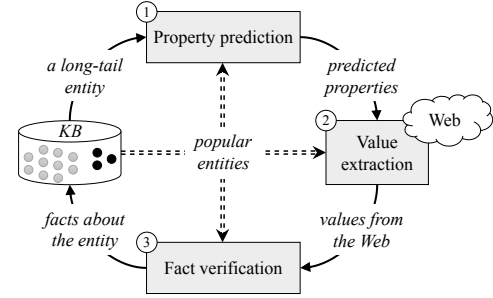 1
Property prediction
a long-tail
entity
predicted
properties
KB
popular
entities
2
Value
extraction
Web
facts about
the entity
values from
the Web
3
Fact verification